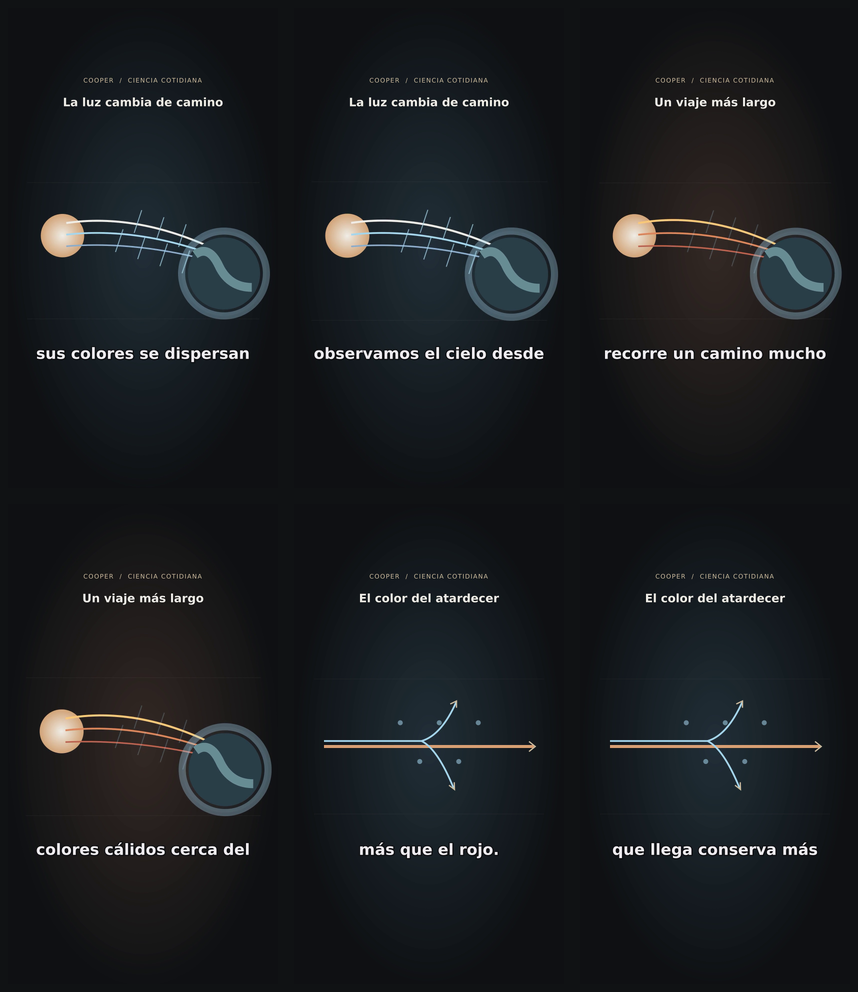 COOPER / CIENCIA COTIDIANA
La luz cambia de camino
sus colores se dispersan
COOPER / CIENCIA COTIDIANA
La luz cambia de camino
observamos el cielo desde
COOPER / CIENCIA COTIDIANA
Un viaje más largo
recorre un camino mucho
COOPER / CIENCIA COTIDIANA
Un viaje más largo
colores cálidos cerca del
COOPER / CIENCIA COTIDIANA
El color del atardecer
más que el rojo.
COOPER / CIENCIA COTIDIANA
El color del atardecer
que llega conserva más